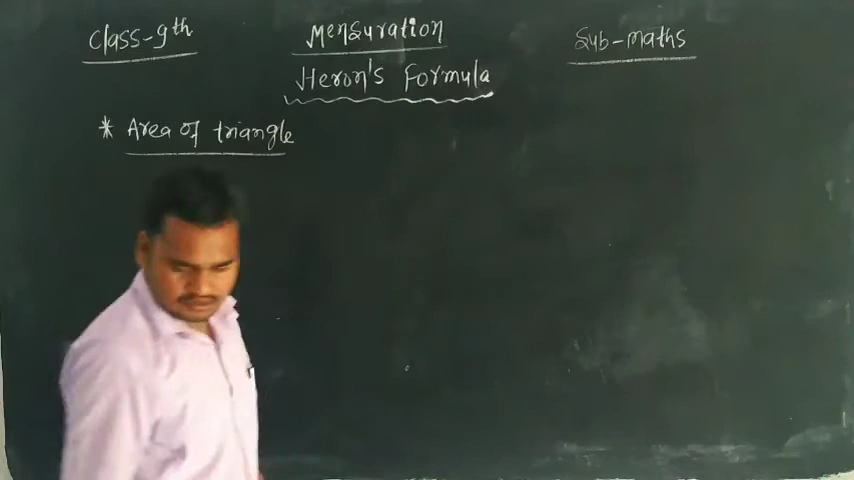 Class-9th
Mensuration
Sub-maths
Heron's Formula
* Area of triangle